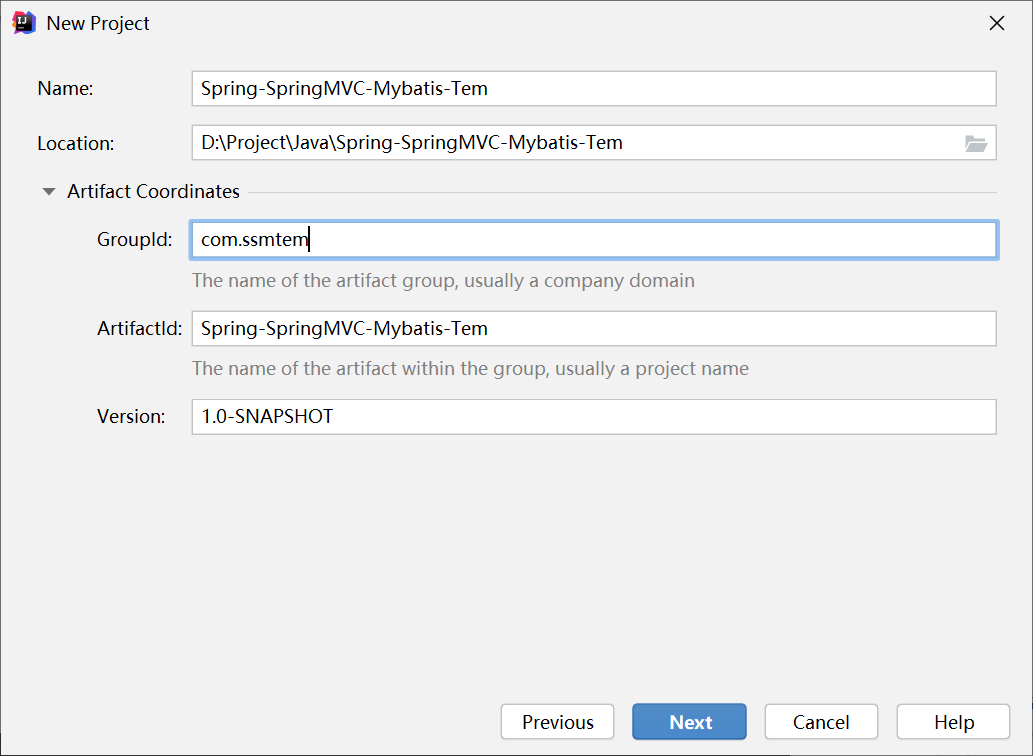 New Project
Name: Spring-SpringMVC-Mybatis-Tem
Location: D:\Project\Java\Spring-SpringMVC-Mybatis-Tem
Artifact Coordinates
GroupId: com.ssmtem
The name of the artifact group, usually a company domain
ArtifactId: Spring-SpringMVC-Mybatis-Tem
The name of the artifact within the group, usually a project name
Version: 1.0-SNAPSHOT
Previous Next Cancel Help